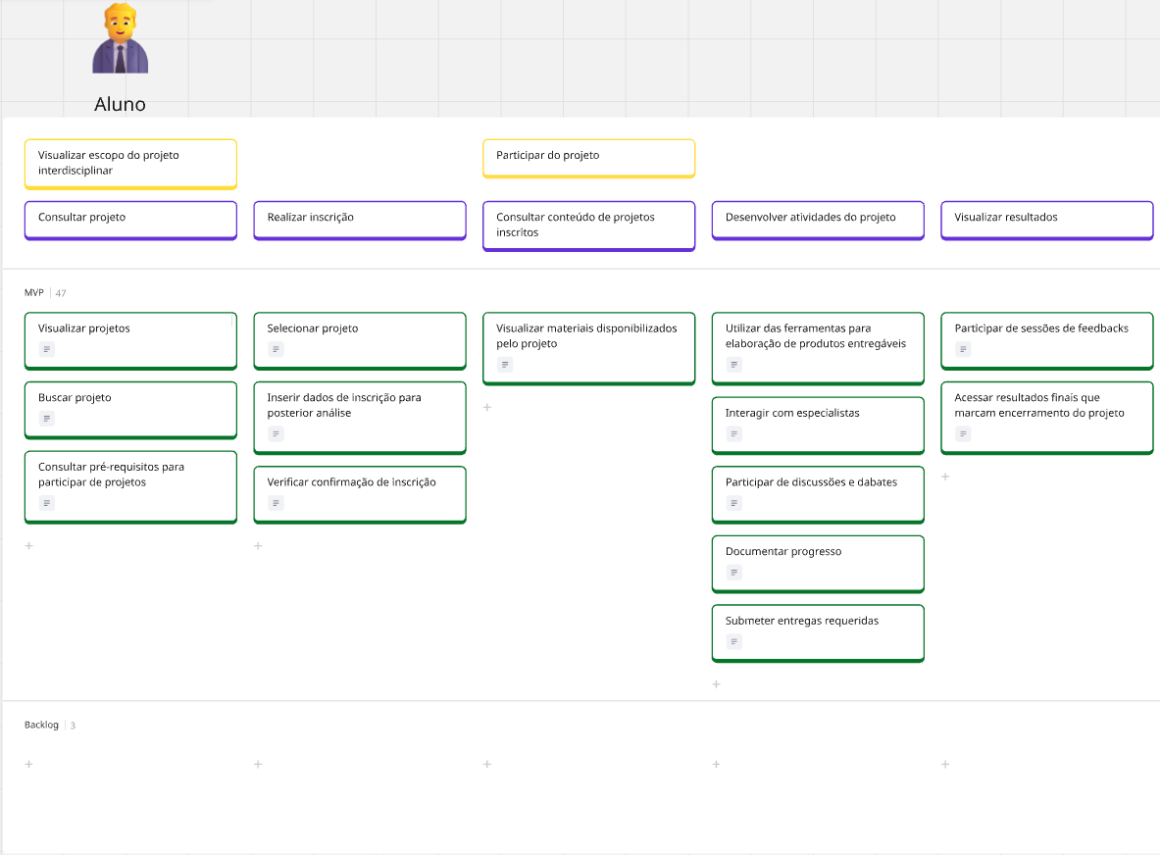 Aluno
Visualizar escopo do projeto
interdisciplinar
Participar do projeto
Consultar projeto
Realizar inscrição
Consultar conteúdo de projetos
inscritos
Desenvolver atividades do projeto
Visualizar resultados
MVP | 47
Visualizar projetos
Buscar projeto
Consultar pré-requisitos para
participar de projetos
Selecionar projeto
Inserir dados de inscrição para
posterior análise
Verificar confirmação de inscrição
Visualizar materiais disponibilizados
pelo projeto
Utilizar das ferramentas para
elaboração de produtos entregáveis
Interagir com especialistas
Participar de discussões e dabates
Documentar progresso
Submeter entregas requeridas
Participar de sessões de feedbacks
Acessar resultados finais que
marcam encerramento do projeto
Backlog | 3